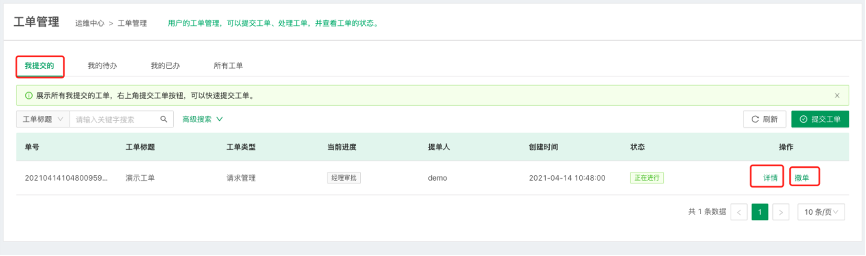 工单管理 运维中心 > 工单管理 用户的工单管理，可以提交工单、处理工单，并查看工单的状态。
我提交的 我的待办 我的已办 所有工单
展示所有我提交的工单，右上角提交工单按钮，可以快速提交工单。
工单标题 请输入关键字搜索 高级搜索 刷新 提交工单
单号 工单标题 工单类型 当前进度 提单人 创建时间 状态 操作
20210414104800959... 演示工单 请求管理 经理审批 demo 2021-04-14 10:48:00 正在进行 详情 撤单
共 1 条数据 < 1 > 10 条/页